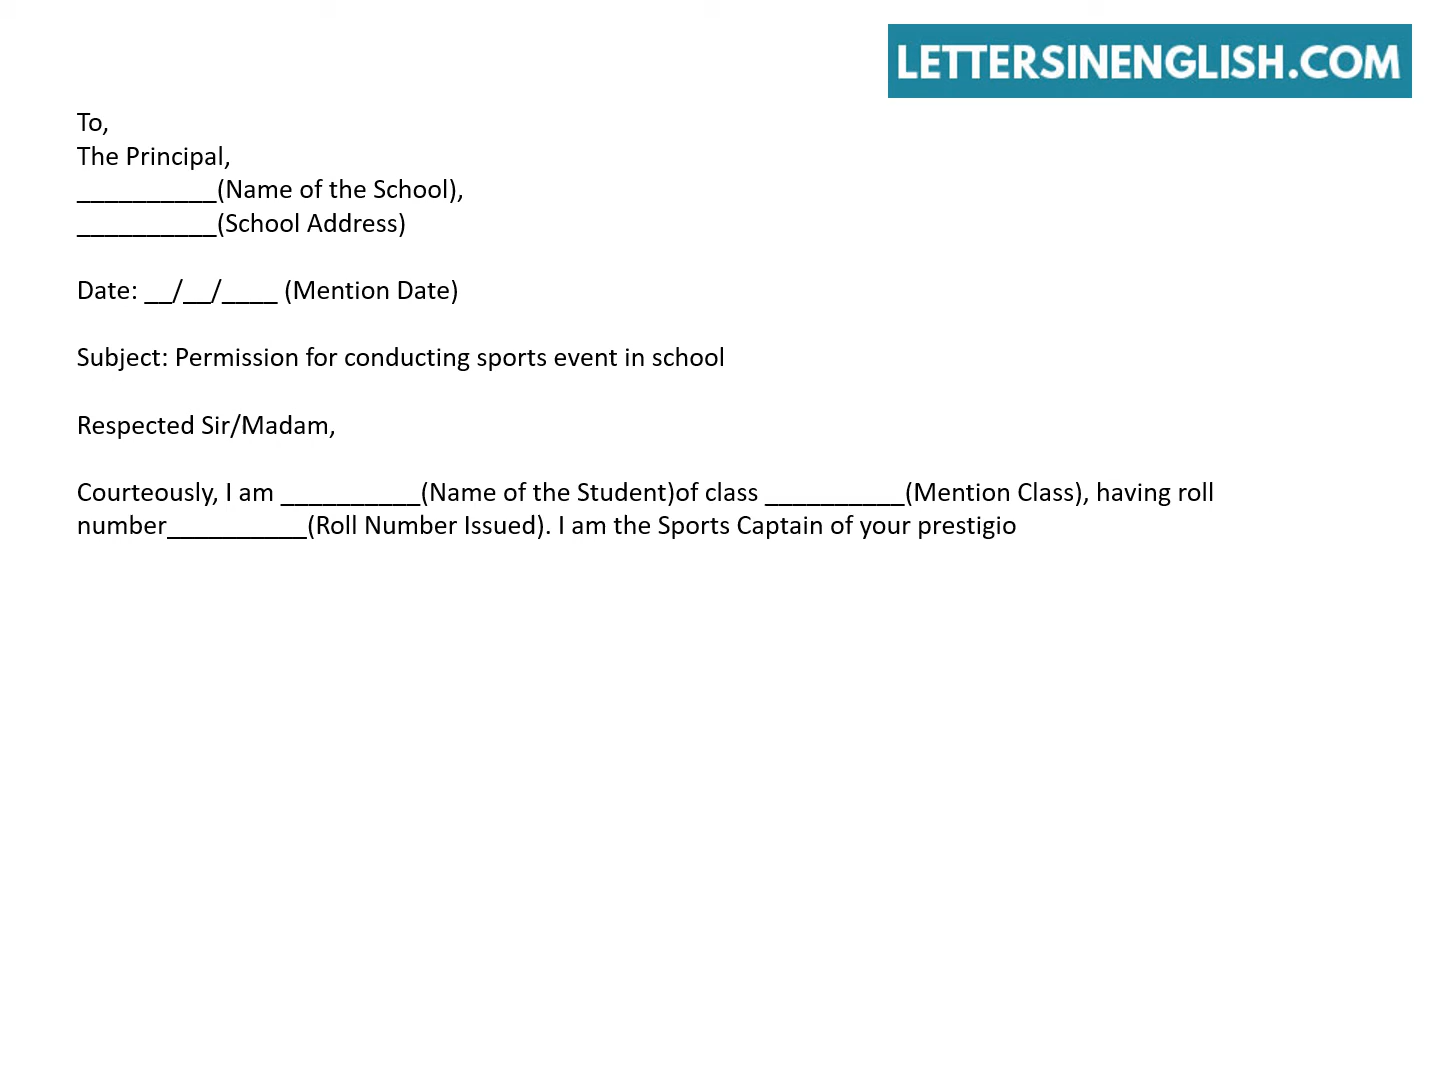 LETTERSINENGLISH.COM
To,
The Principal,
__________(Name of the School),
__________(School Address)
Date: __/__/____ (Mention Date)
Subject: Permission for conducting sports event in school
Respected Sir/Madam,
Courteously, I am __________(Name of the Student)of class __________(Mention Class), having roll
number__________(Roll Number Issued). I am the Sports Captain of your prestigio